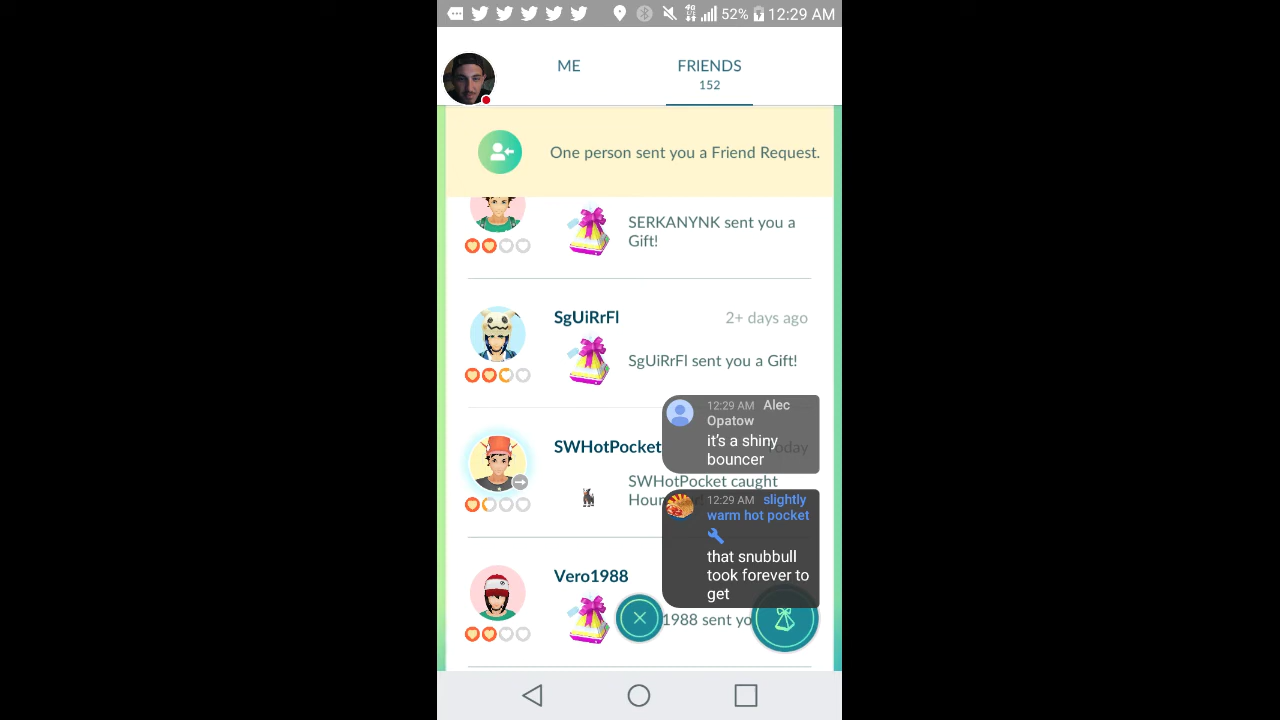 4G
LTE
52%
12:29 AM
ME
FRIENDS
152
One person sent you a Friend Request.
SERKANYNK sent you a
Gift!
SgUiRrFl
2+ days ago
SgUiRrFl sent you a Gift!
12:29 AM Alec
Opatow
it's a shiny
bouncer
SWHotPocket
SWHotPocket caught
12:29 AM slightly
warm hot pocket
that snubbull
took forever to
get
Vero1988
1988 sent